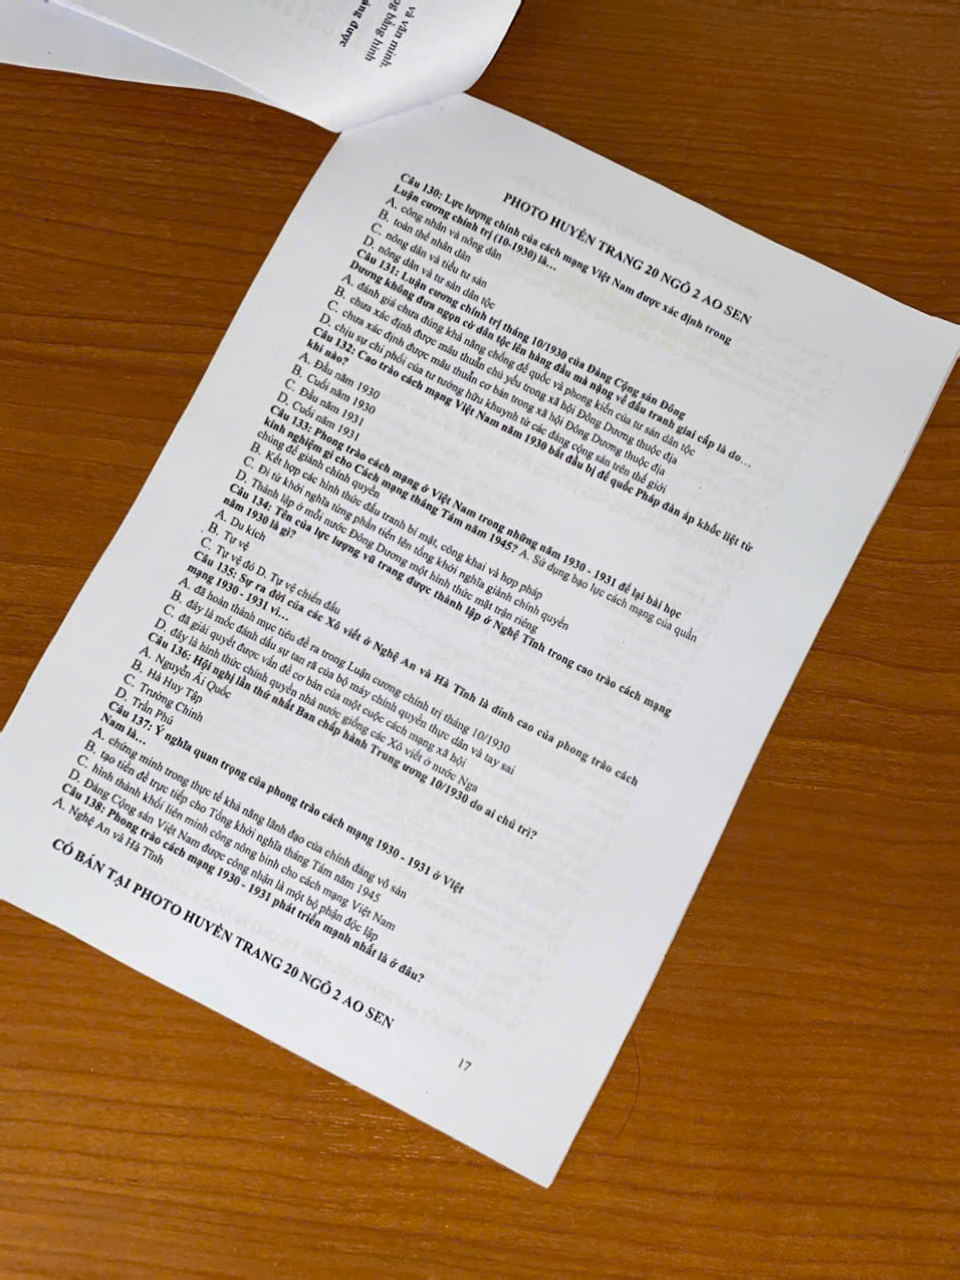 và văn minh.
ng bằng hình
ảng được
PHOTO HUYỀN TRANG 20 NGÕ 2 AO SEN
Câu 130: Lực lượng chính của cách mạng Việt Nam được xác định trong
Luận cương chính trị (10-1930) là...
A. công nhân và nông dân
B. toàn thể nhân dân
C. nông dân và tiểu tư sản
D. nông dân và tư sản dân tộc
Câu 131: Luận cương chính trị tháng 10/1930 của Đảng Cộng sản Đông
Dương không đưa ngọn cờ dân tộc lên hàng đầu mà nặng về đấu tranh giai cấp là do...
A. đánh giá chưa đúng khả năng chống đế quốc và phong kiến của tư sản dân tộc
B. chưa xác định được mâu thuẫn chủ yếu trong xã hội Đông Dương thuộc địa
C. chưa xác định được mâu thuẫn cơ bản trong xã hội Đông Dương thuộc địa
D. chịu sự chi phối của tư tưởng hữu khuynh từ các đảng cộng sản trên thế giới
Câu 132: Cao trào cách mạng Việt Nam năm 1930 bắt đầu bị đế quốc Pháp đàn áp khốc liệt từ
khi nào?
A. Đầu năm 1930
B. Cuối năm 1930
C. Đầu năm 1931
D. Cuối năm 1931
Câu 133: Phong trào cách mạng ở Việt Nam trong những năm 1930 - 1931 để lại bài học
kinh nghiệm gì cho Cách mạng tháng Tám năm 1945? A. Sử dụng bạo lực cách mạng của quần
chúng để giành chính quyền
B. Kết hợp các hình thức đấu tranh bí mật, công khai và hợp pháp
C. Đi từ khởi nghĩa từng phần tiến lên tổng khởi nghĩa giành chính quyền
D. Thành lập ở mỗi nước Đông Dương một hình thức mặt trận riêng
Câu 134: Tên của lực lượng vũ trang được thành lập ở Nghệ Tĩnh trong cao trào cách mạng
năm 1930 là gì?
A. Du kích
B. Tự vệ
C. Tự vệ đỏ D. Tự vệ chiến đấu
Câu 135: Sự ra đời của các Xô viết ở Nghệ An và Hà Tĩnh là đỉnh cao của phong trào cách
mạng 1930 - 1931 vì...
A. đã hoàn thành mục tiêu đề ra trong Luận cương chính trị tháng 10/1930
B. đây là mốc đánh dấu sự tan rã của bộ máy chính quyền thực dân và tay sai
C. đã giải quyết được vấn đề cơ bản của một cuộc cách mạng xã hội
D. đây là hình thức chính quyền nhà nước giống các Xô viết ở nước Nga
Câu 136: Hội nghị lần thứ nhất Ban chấp hành Trung ương 10/1930 do ai chủ trì?
A. Nguyễn Ái Quốc
B. Hà Huy Tập
C. Trường Chinh
D. Trần Phú
Câu 137: Ý nghĩa quan trọng của phong trào cách mạng 1930 - 1931 ở Việt
Nam là...
A. chứng minh trong thực tế khả năng lãnh đạo của chính đảng vô sản
B. tạo tiền đề trực tiếp cho Tổng khởi nghĩa tháng Tám năm 1945
C. hình thành khối liên minh công nông binh cho cách mạng Việt Nam
D. Đảng Cộng sản Việt Nam được công nhận là một bộ phận độc lập
Câu 138: Phong trào cách mạng 1930 - 1931 phát triển mạnh nhất là ở đâu?
A. Nghệ An và Hà Tĩnh
CÓ BÁN TẠI PHOTO HUYỀN TRANG 20 NGÕ 2 AO SEN
17